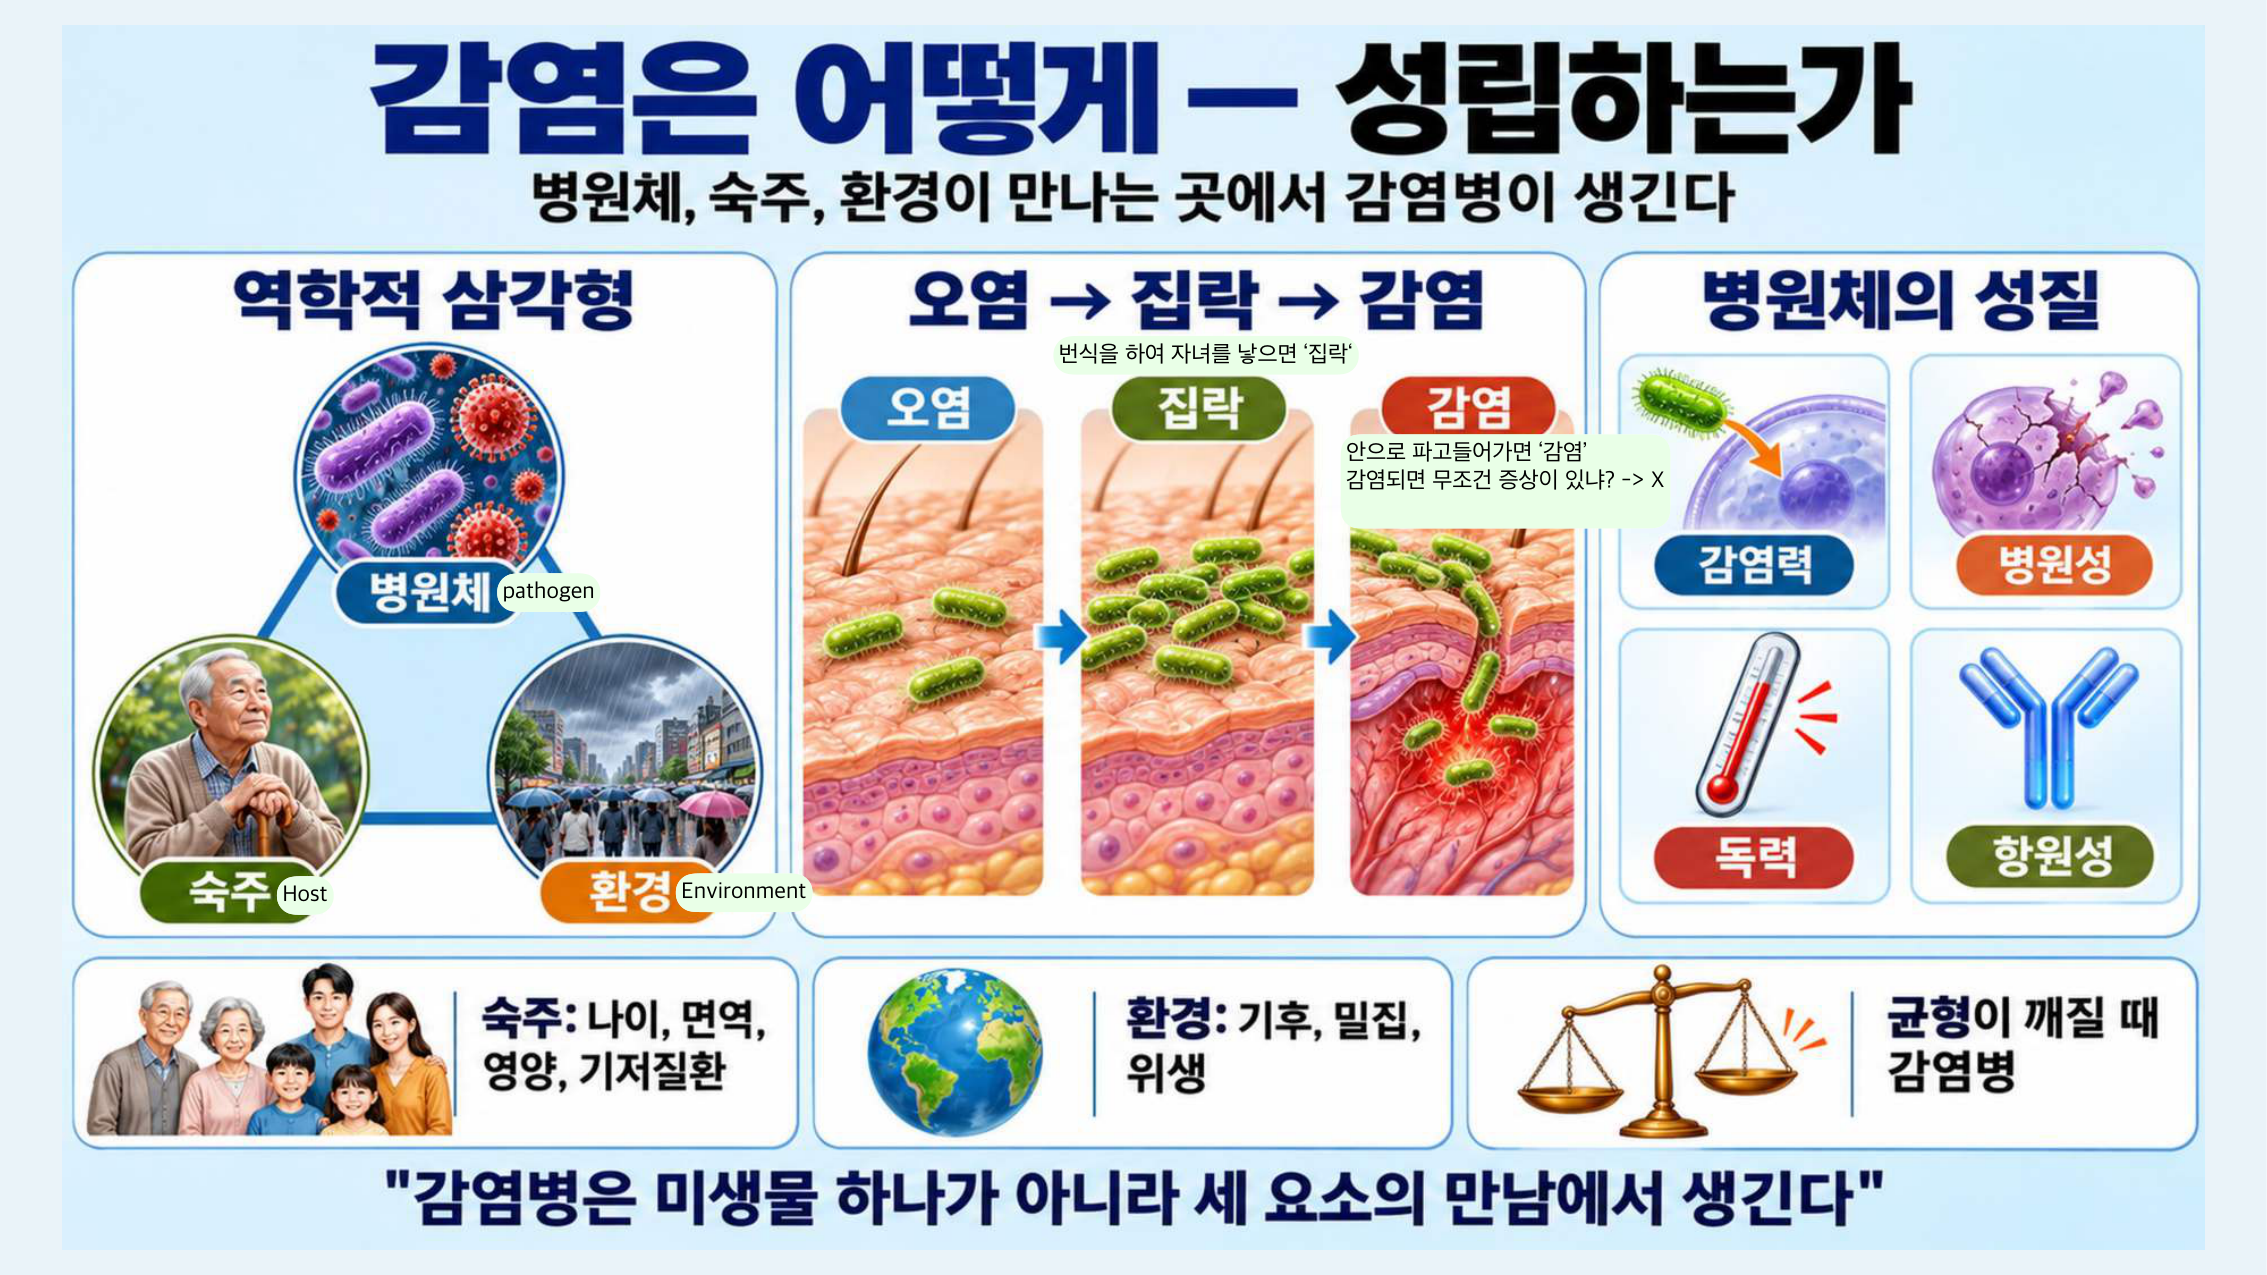 감염은 어떻게 — 성립하는가
병원체, 숙주, 환경이 만나는 곳에서 감염병이 생긴다
역학적 삼각형
병원체 pathogen
숙주 Host
환경 Environment
오염 → 집락 → 감염
번식을 하여 자녀를 낳으면 ‘집락‘
오염
집락
감염
안으로 파고들어가면 ‘감염’
감염되면 무조건 증상이 있냐? -> X
병원체의 성질
감염력
병원성
독력
항원성
숙주: 나이, 면역,
영양, 기저질환
환경: 기후, 밀집,
위생
균형이 깨질 때
감염병
"감염병은 미생물 하나가 아니라 세 요소의 만남에서 생긴다"